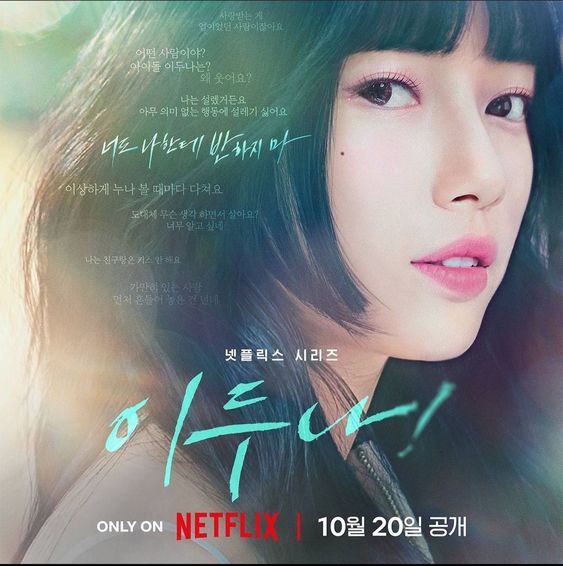 사랑받는 게
없이었던 사람이잖아요
어떤 사람이야?
아이돌 이두나는?
왜 웃어요?
나는 설렜거든요
아무 의미 없는 행동에 설레기 싫어요
너도 나한테 반하지 마
이상하게 누나 볼 때마다 다쳐요
도대체 무슨 생각 하면서 살아요?
너무 알고 싶네
나는 친구랑은 키스 안 해요
가만히 있는 사람
먼저 흔들어 놓은 건 넌데
넷플릭스 시리즈
이두나!
ONLY ON NETFLIX | 10월 20일 공개